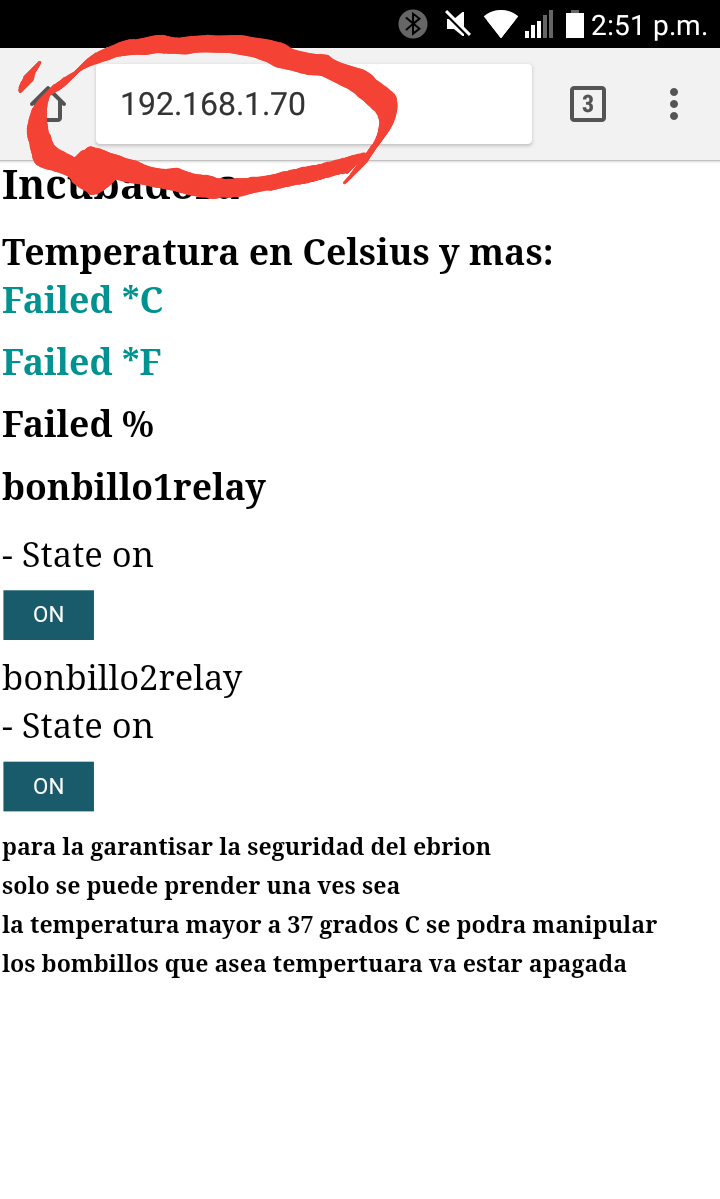 2:51 p.m.
192.168.1.70
3
Incubadora
Temperatura en Celsius y mas:
Failed *C
Failed *F
Failed %
bonbillo1relay
- State on
ON
bonbillo2relay
- State on
ON
para la garantisar la seguridad del ebrion
solo se puede prender una ves sea
la temperatura mayor a 37 grados C se podra manipular
los bombillos que asea tempertuara va estar apagada